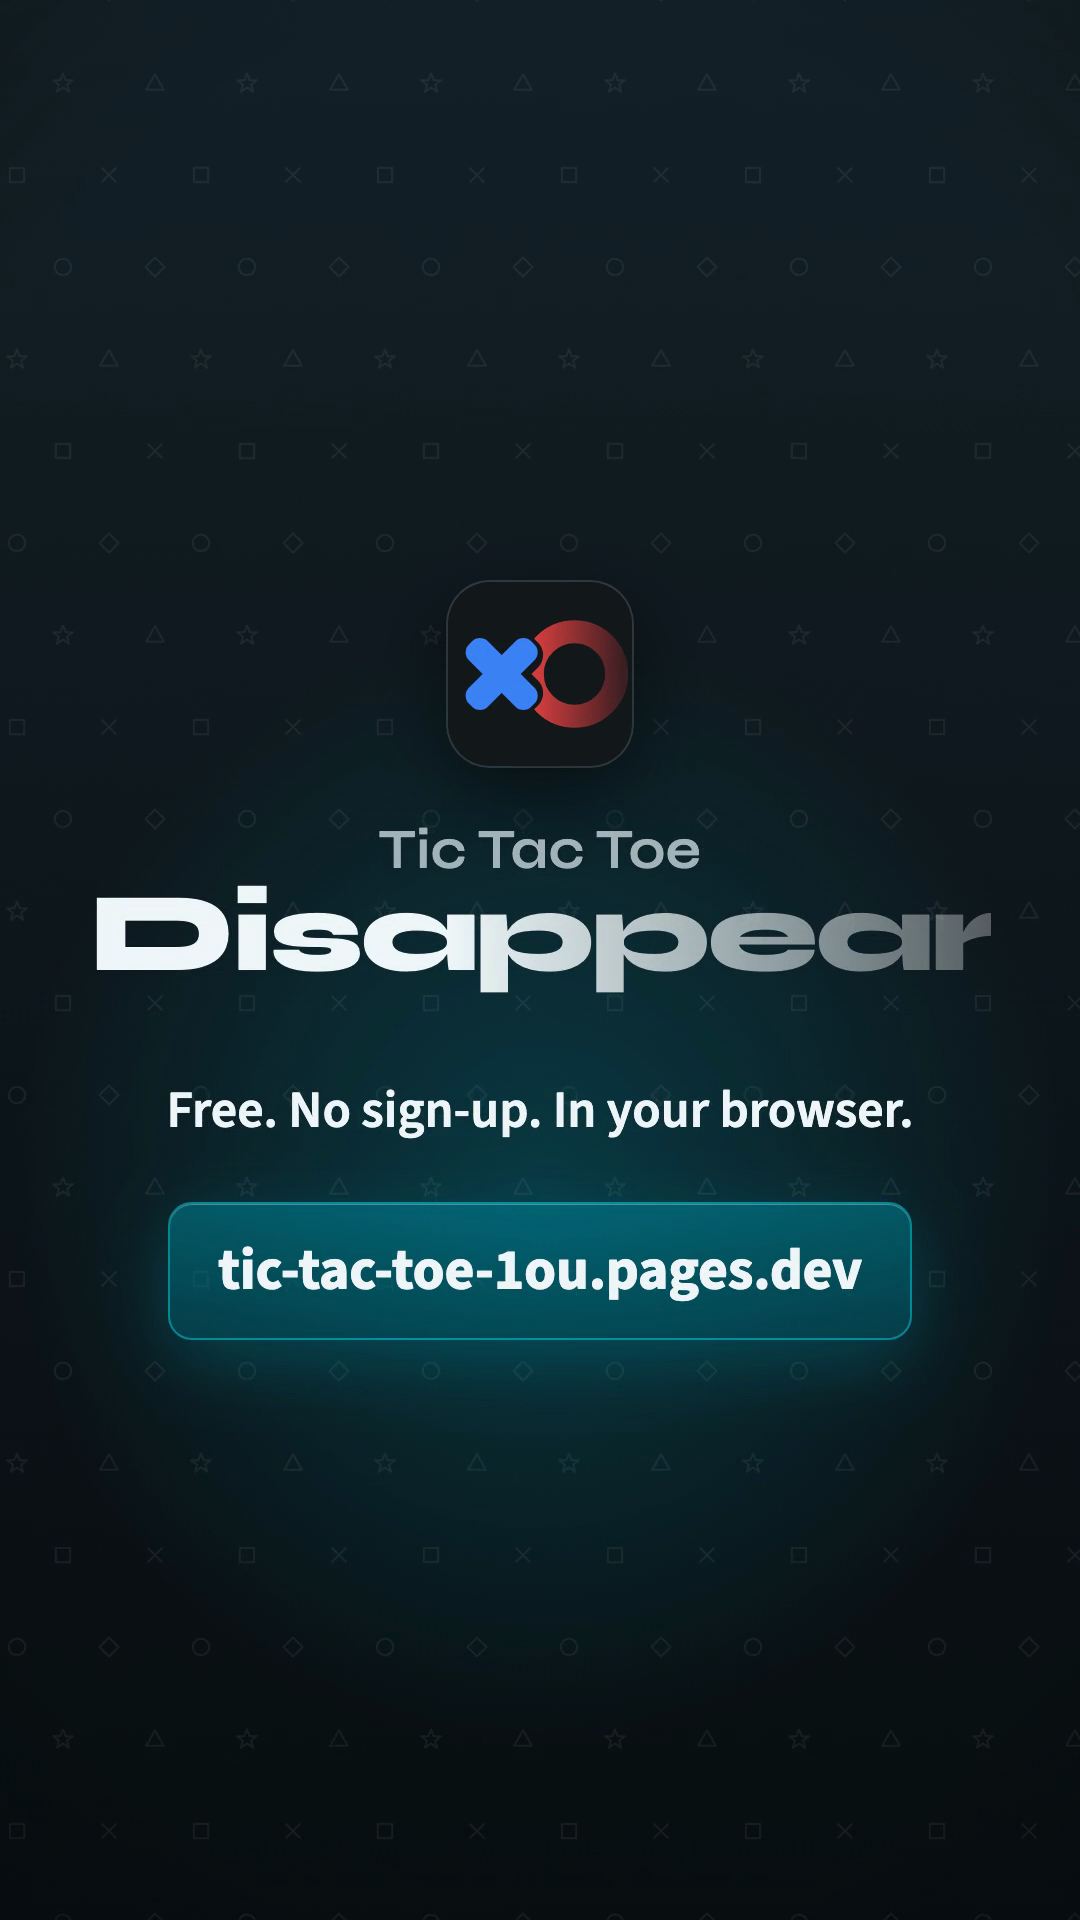 Tic Tac Toe
Disappear
Free. No sign-up. In your browser.
tic-tac-toe-1ou.pages.dev